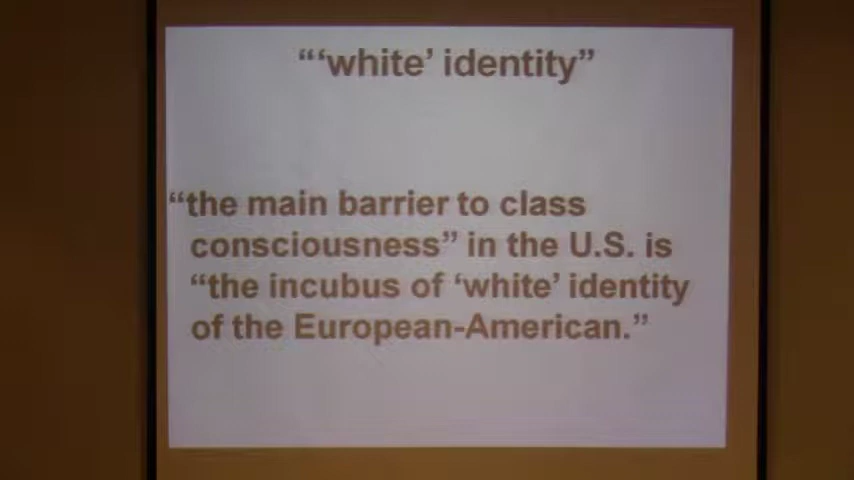 “‘white’ identity”
“the main barrier to class
consciousness” in the U.S. is
“the incubus of ‘white’ identity
of the European-American.”